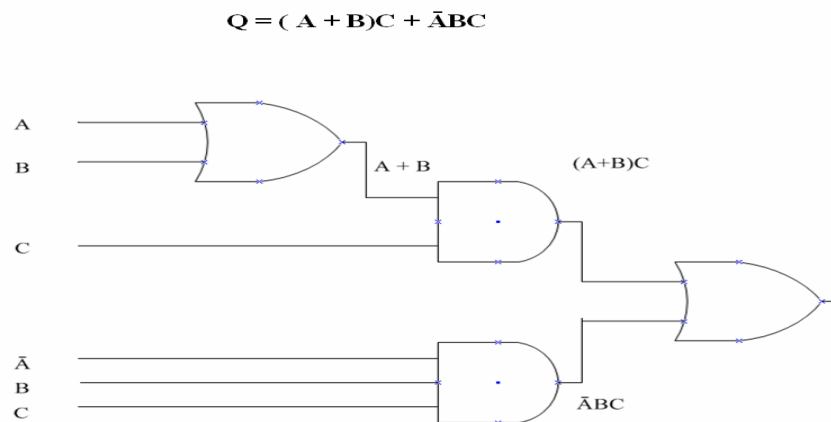 Q = ( A + B)C + ĀBC
A
B
A + B
(A+B)C
C
Ā
B
C
ĀBC